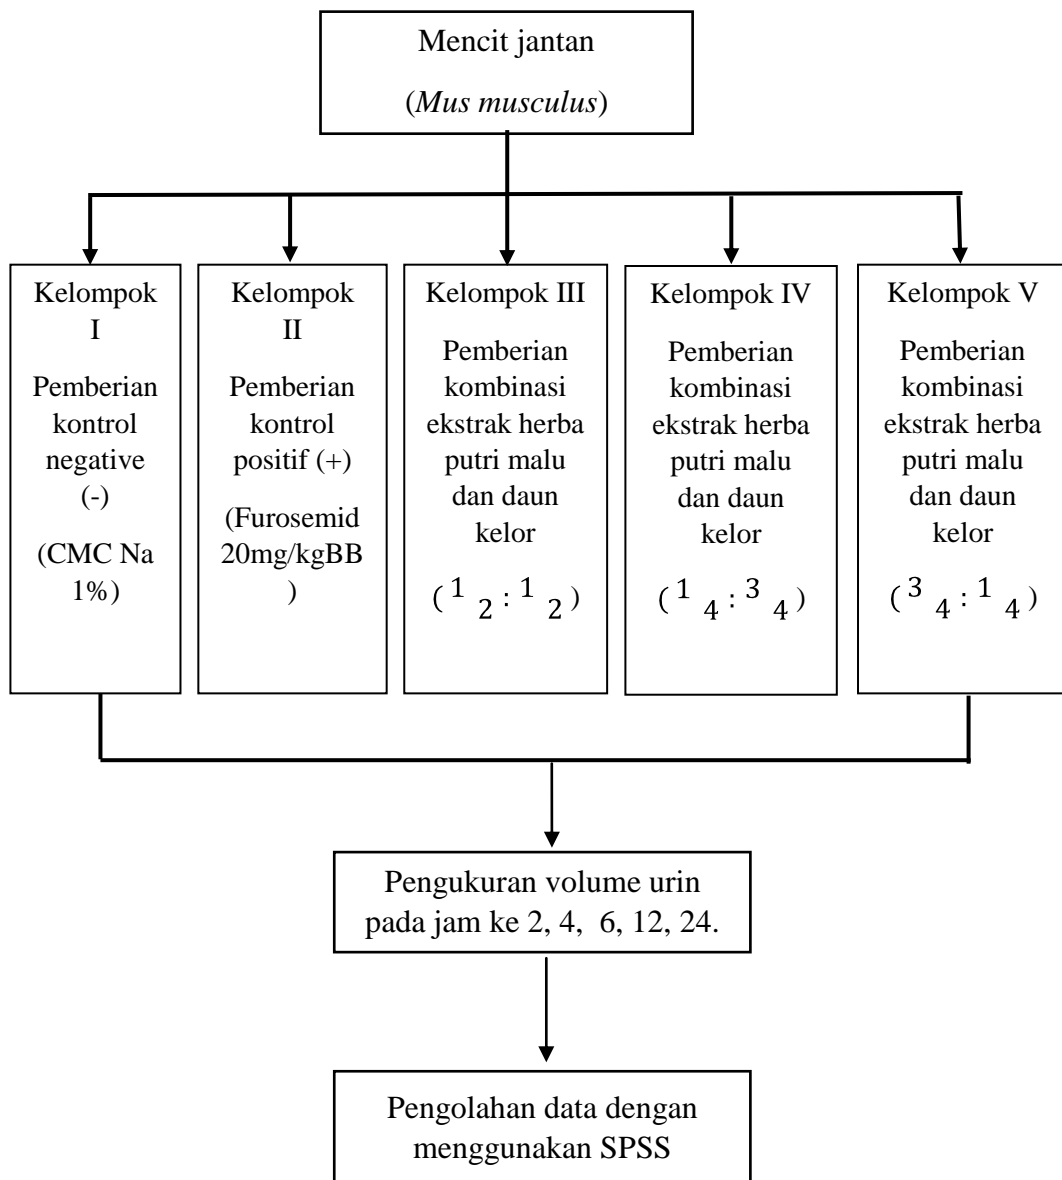 Mencit jantan
(Mus musculus)
Kelompok
I
Pemberian
kontrol
negative
(-)
(CMC Na
1%)
Kelompok
II
Pemberian
kontrol
positif (+)
(Furosemid
20mg/kgBB
)
Kelompok III
Pemberian
kombinasi
ekstrak herba
putri malu
dan daun
kelor
( 1 2 : 1 2 )
Kelompok IV
Pemberian
kombinasi
ekstrak herba
putri malu
dan daun
kelor
( 1 4 : 3 4 )
Kelompok V
Pemberian
kombinasi
ekstrak herba
putri malu
dan daun
kelor
( 3 4 : 1 4 )
Pengukuran volume urin
pada jam ke 2, 4, 6, 12, 24.
Pengolahan data dengan
menggunakan SPSS